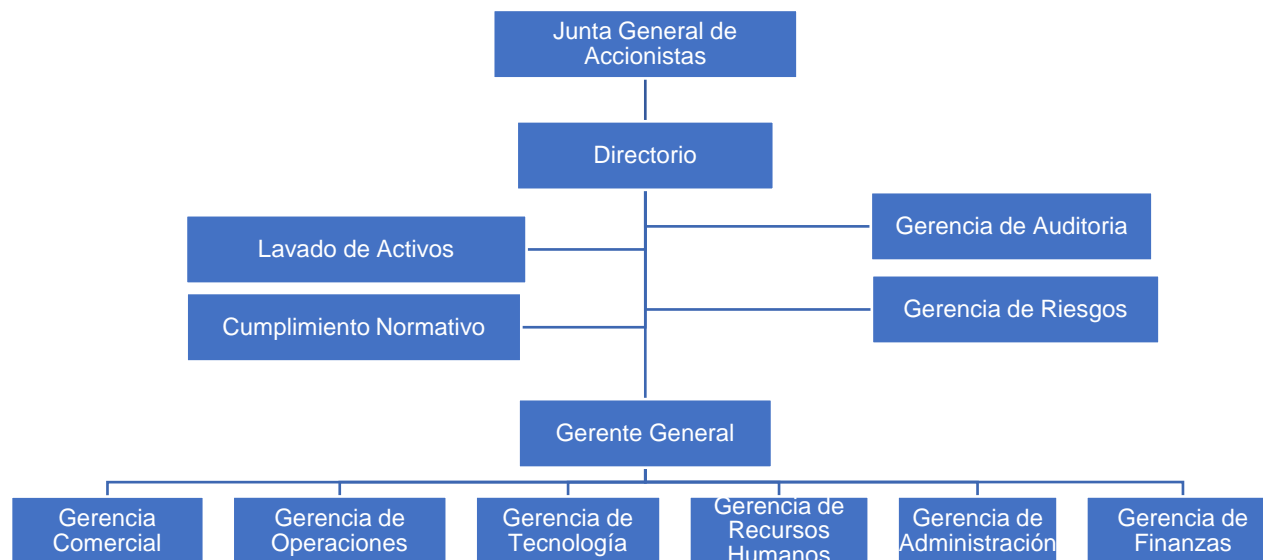 Junta General de
Accionistas
Directorio
Gerencia de Auditoria
Lavado de Activos
Gerencia de Riesgos
Cumplimiento Normativo
Gerente General
Gerencia
Comercial
Gerencia de
Operaciones
Gerencia de
Tecnología
Gerencia de
Recursos
Humanos
Gerencia de
Administración
Gerencia de
Finanzas